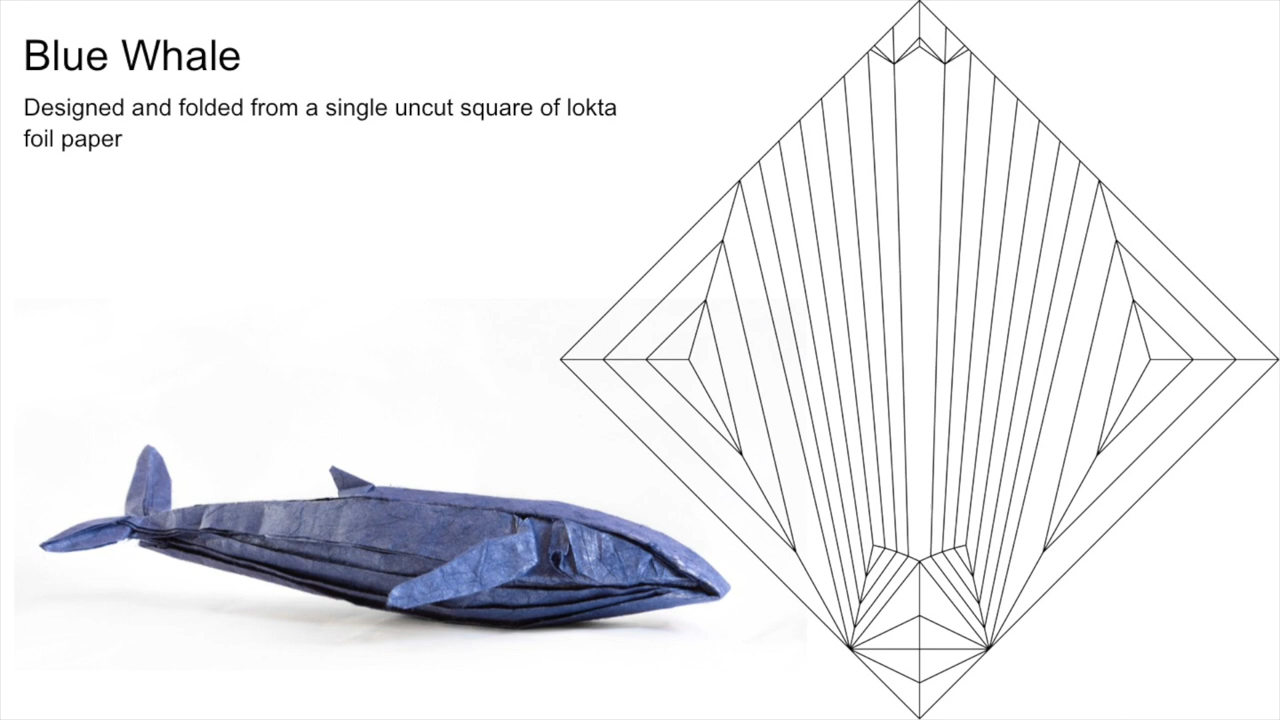 Blue Whale
Designed and folded from a single uncut square of lokta
foil paper